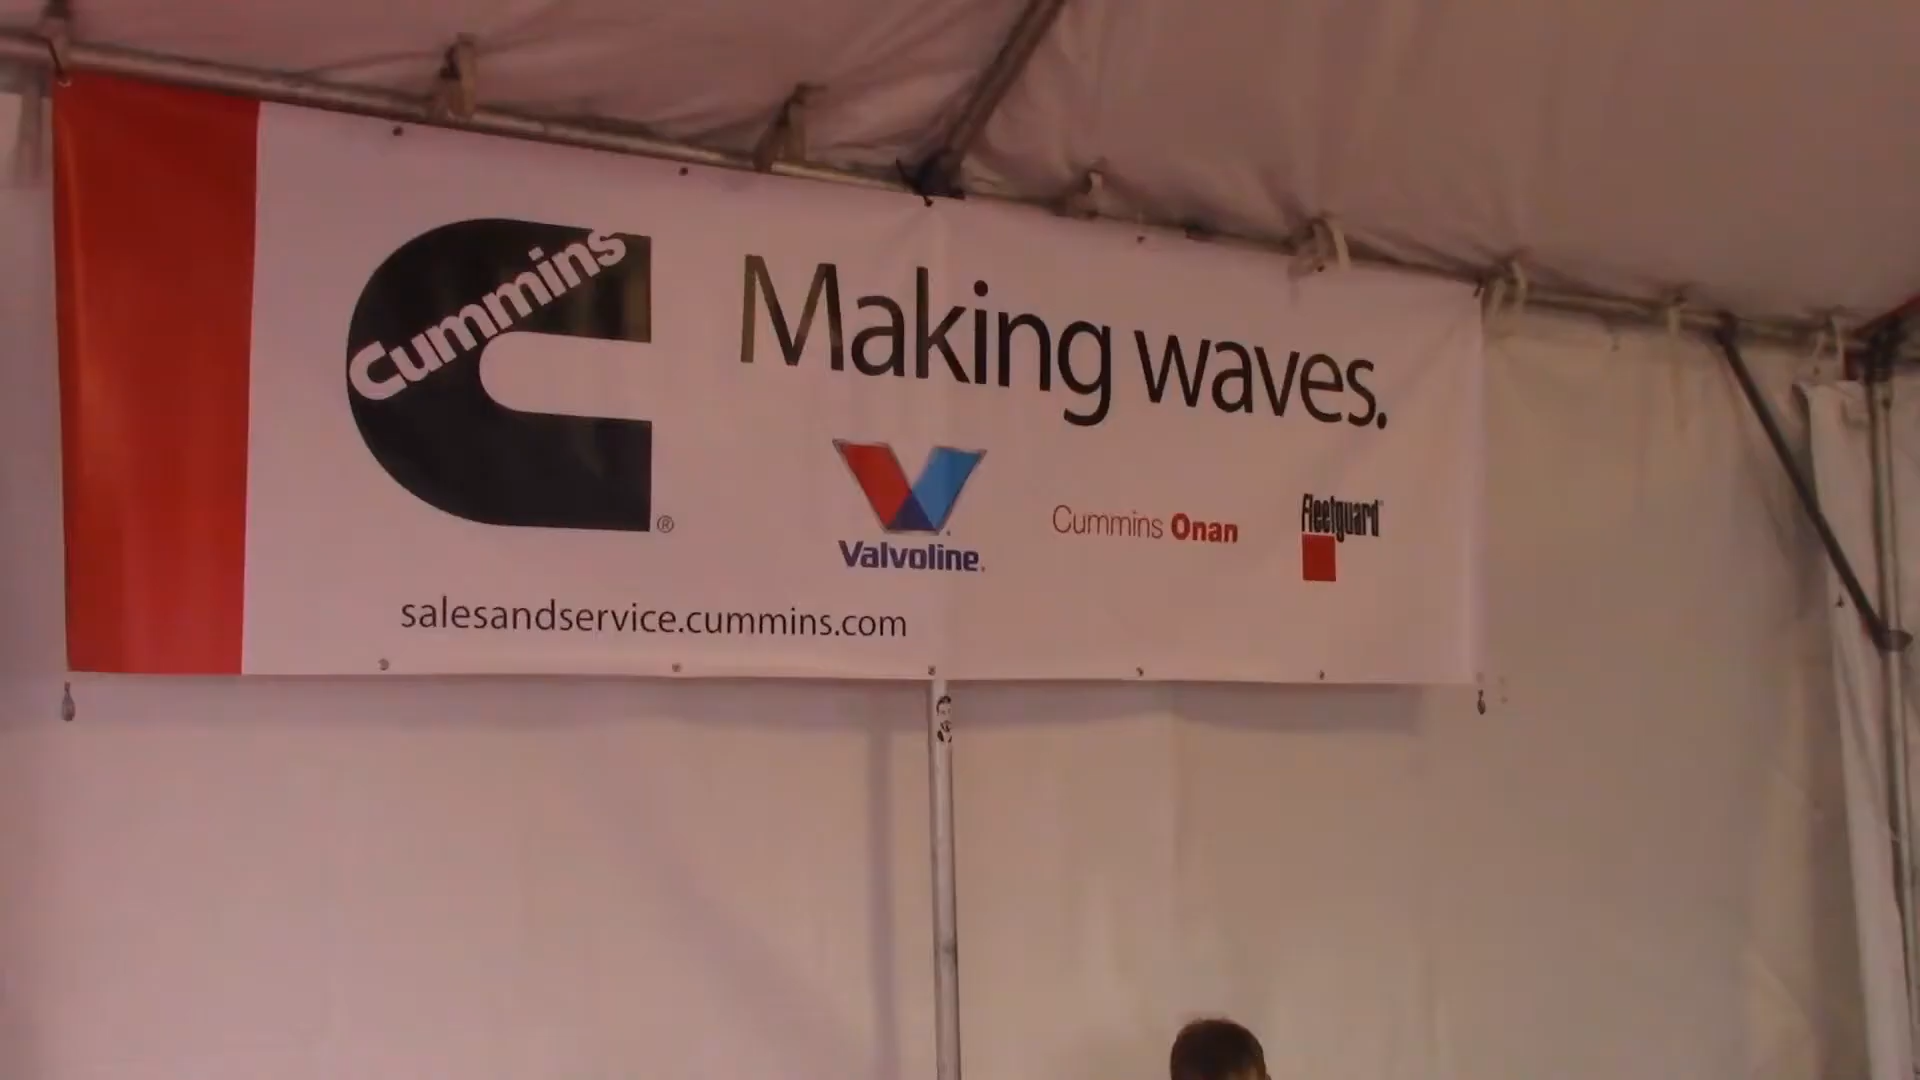 Cummins
®
Making waves.
Valvoline.
Cummins Onan
Fleetguard
salesandservice.cummins.com